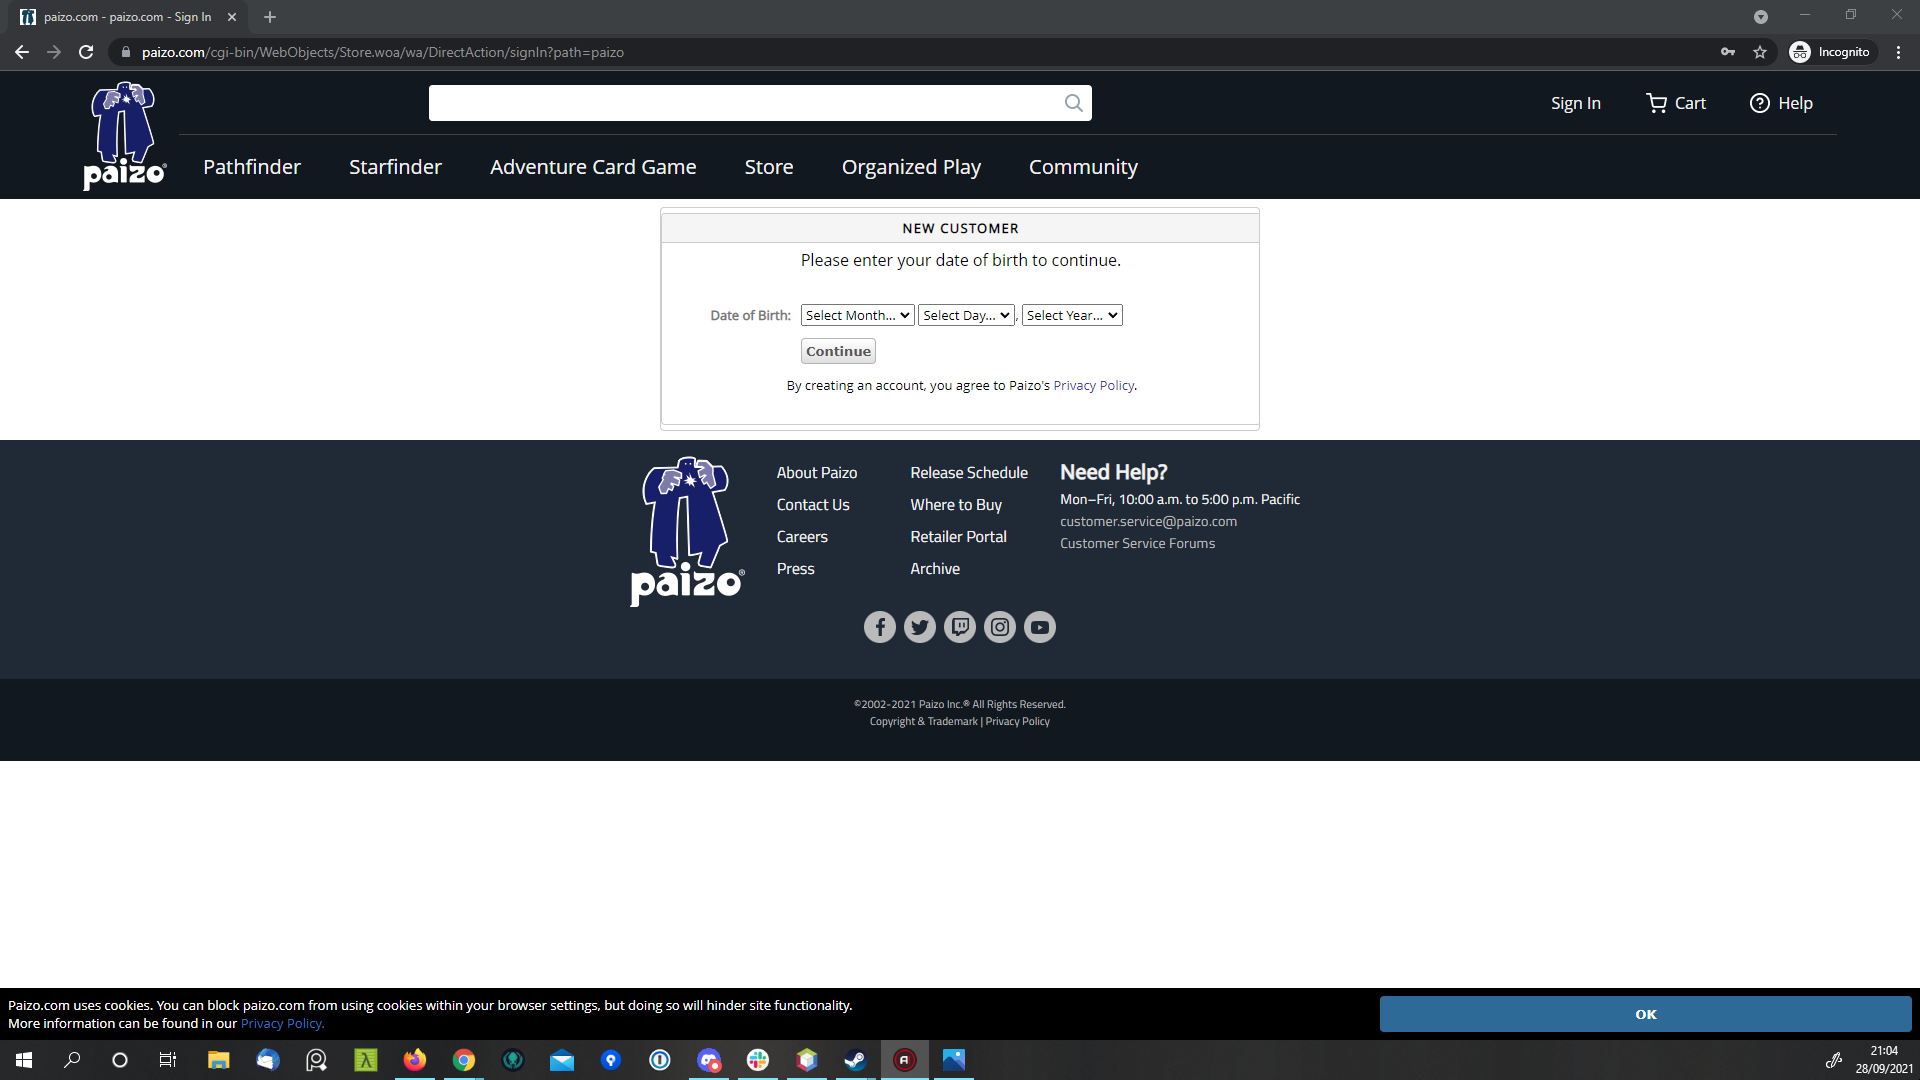 paizo.com - paizo.com - Sign In
paizo.com/cgi-bin/WebObjects/Store.woa/wa/DirectAction/signIn?path=paizo
Incognito
paizo
Sign In
Cart
Help
Pathfinder
Starfinder
Adventure Card Game
Store
Organized Play
Community
NEW CUSTOMER
Please enter your date of birth to continue.
Date of Birth: Select Month... Select Day... , Select Year...
Continue
By creating an account, you agree to Paizo's Privacy Policy.
paizo®
About Paizo
Contact Us
Careers
Press
Release Schedule
Where to Buy
Retailer Portal
Archive
Need Help?
Mon–Fri, 10:00 a.m. to 5:00 p.m. Pacific
customer.service@paizo.com
Customer Service Forums
©2002-2021 Paizo Inc.® All Rights Reserved.
Copyright & Trademark | Privacy Policy
Paizo.com uses cookies. You can block paizo.com from using cookies within your browser settings, but doing so will hinder site functionality.
More information can be found in our Privacy Policy.
OK
21:04
28/09/2021